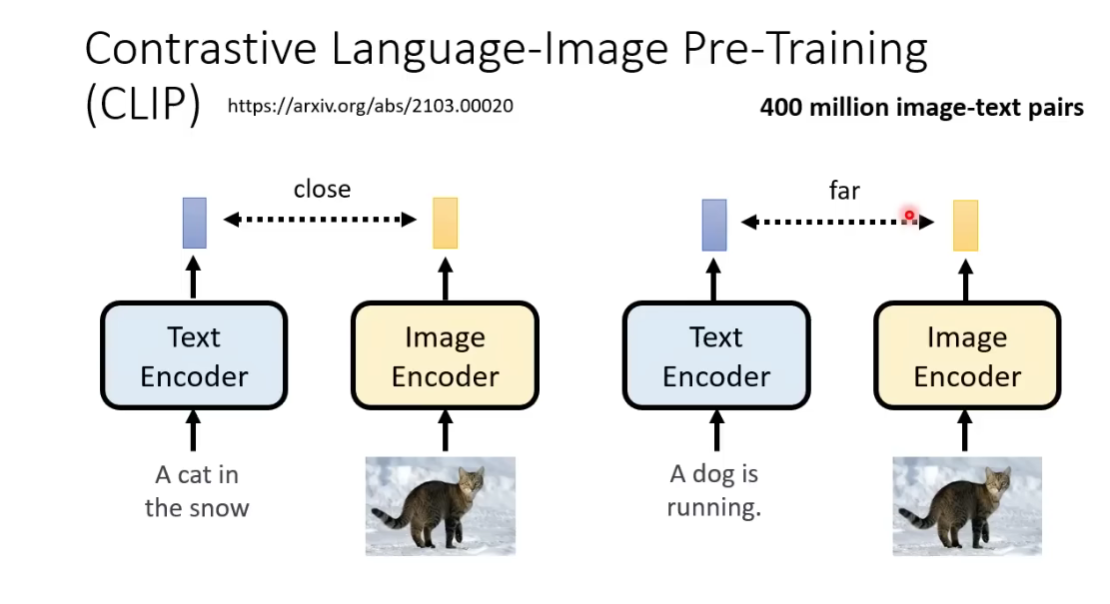 Contrastive Language-Image Pre-Training
(CLIP)
https://arxiv.org/abs/2103.00020
400 million image-text pairs
close
far
Text
Encoder
Image
Encoder
Text
Encoder
Image
Encoder
A cat in
the snow
A dog is
running.